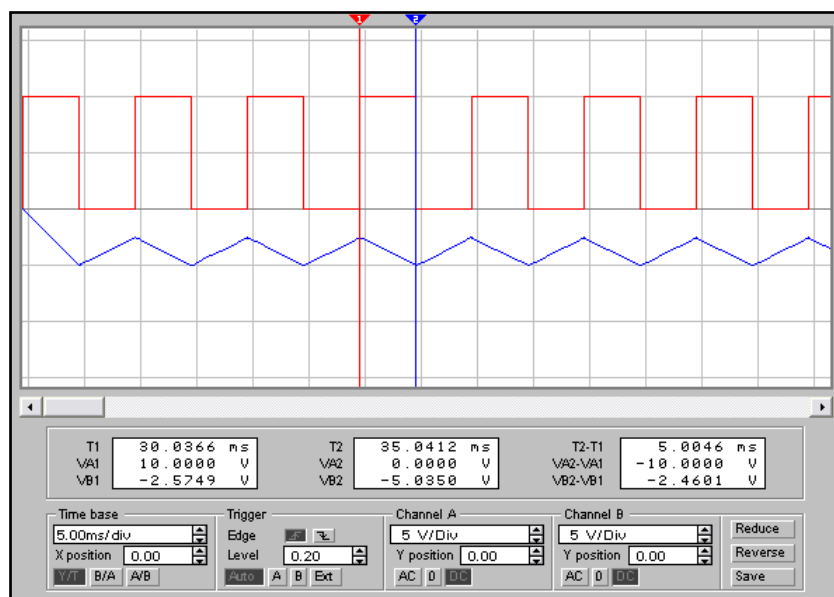 1 2
T1 30.0366 ms T2 35.0412 ms T2-T1 5.0046 ms
VA1 10.0000 V VA2 0.0000 V VA2-VA1 -10.0000 V
VB1 -2.5749 V VB2 -5.0350 V VB2-VB1 -2.4601 V
Time base Trigger Channel A Channel B
5.00ms/div Edge 5 V/Div 5 V/Div Reduce
X position 0.00 Level 0.20 Y position 0.00 Y position 0.00 Reverse
Y/T B/A A/B Auto A B Ext AC 0 DC AC 0 DC Save